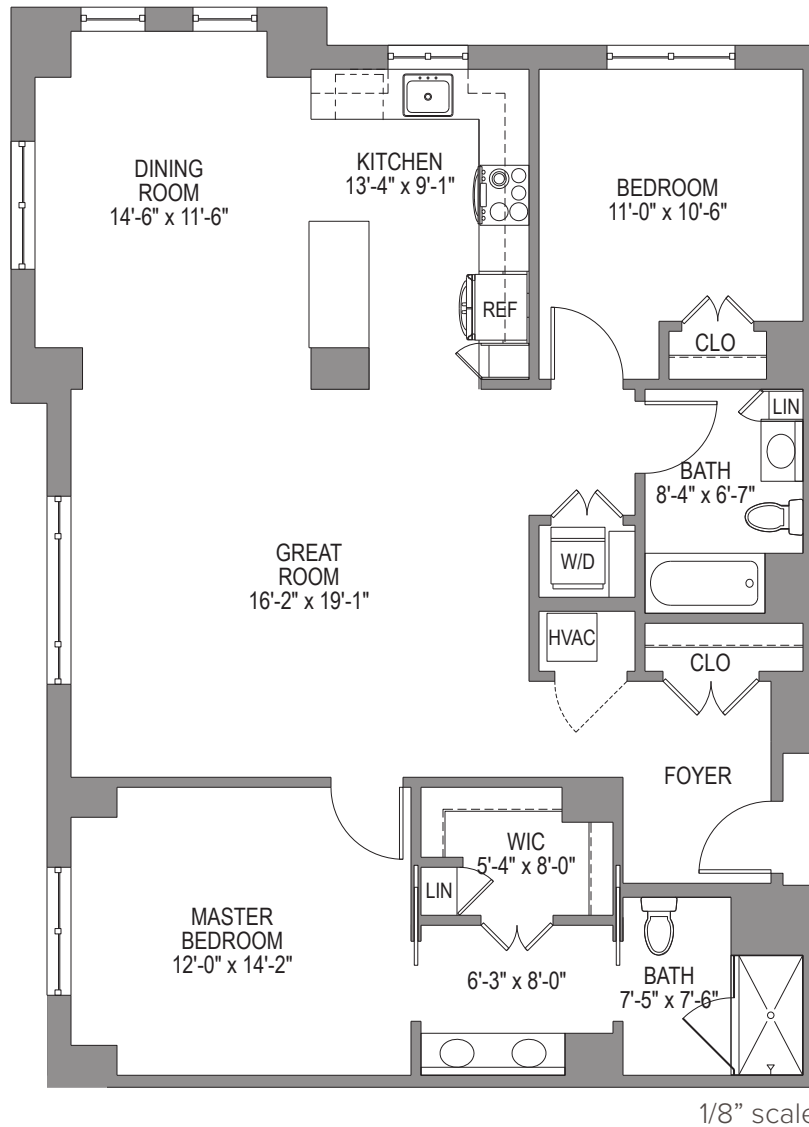 DINING
ROOM
14'-6" x 11'-6"
KITCHEN
13'-4" x 9'-1"
BEDROOM
11'-0" x 10'-6"
REF
CLO
LIN
BATH
8'-4" x 6'-7"
GREAT
ROOM
16'-2" x 19'-1"
W/D
HVAC
CLO
FOYER
WIC
5'-4" x 8'-0"
LIN
MASTER
BEDROOM
12'-0" x 14'-2"
6'-3" x 8'-0"
BATH
7'-5" x 7'-6"
1/8” scale